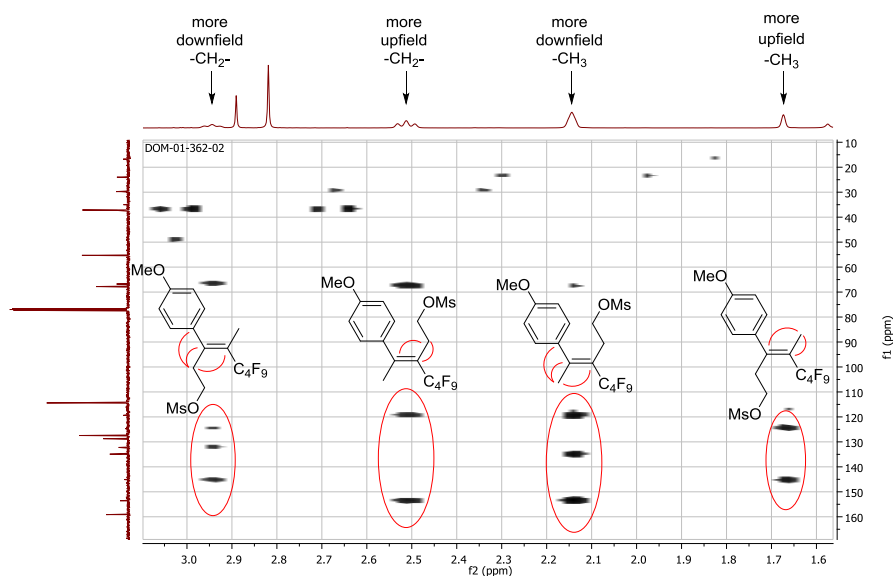 more
downfield
-CH2-
more
upfield
-CH2-
more
downfield
-CH3
more
upfield
-CH3
DOM-01-362-02
MeO
C4F9
MsO
MeO
OMs
C4F9
MeO
OMs
C4F9
MeO
C4F9
MsO
10
20
30
40
50
60
70
80
90
100
110
120
130
140
150
160
f1 (ppm)
3.0 2.9 2.8 2.7 2.6 2.5 2.4 2.3 2.2 2.1 2.0 1.9 1.8 1.7 1.6
f2 (ppm)